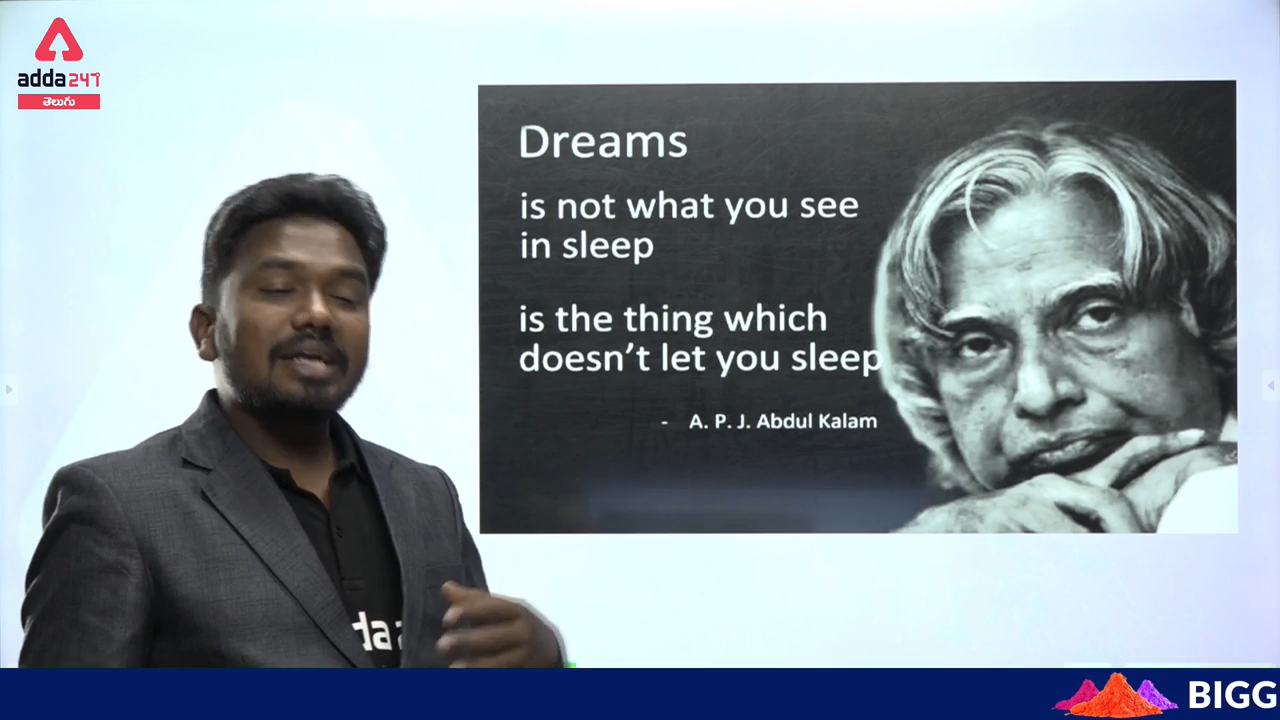 adda247
తెలుగు
Dreams
is not what you see
in sleep
is the thing which
doesn't let you sleep
- A. P. J. Abdul Kalam
da a
BIGG